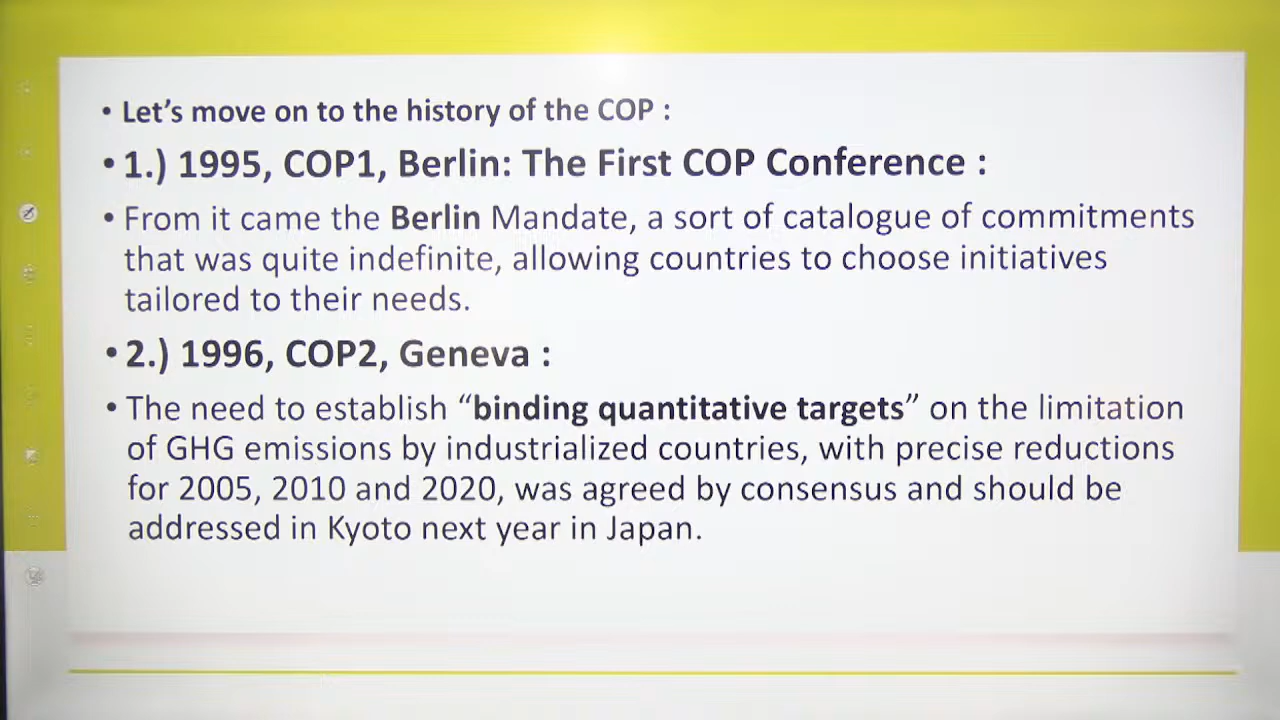 • Let's move on to the history of the COP :
• 1.) 1995, COP1, Berlin: The First COP Conference :
• From it came the Berlin Mandate, a sort of catalogue of commitments
that was quite indefinite, allowing countries to choose initiatives
tailored to their needs.
• 2.) 1996, COP2, Geneva :
• The need to establish “binding quantitative targets” on the limitation
of GHG emissions by industrialized countries, with precise reductions
for 2005, 2010 and 2020, was agreed by consensus and should be
addressed in Kyoto next year in Japan.